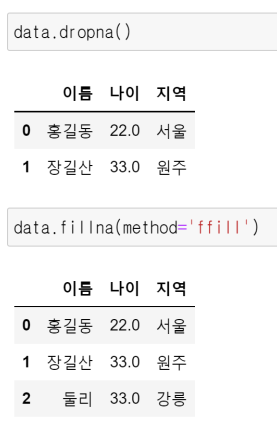 data.dropna()
이름 나이 지역
0 홍길동 22.0 서울
1 장길산 33.0 원주
data.fillna(method='ffill')
이름 나이 지역
0 홍길동 22.0 서울
1 장길산 33.0 원주
2 둘리 33.0 강릉